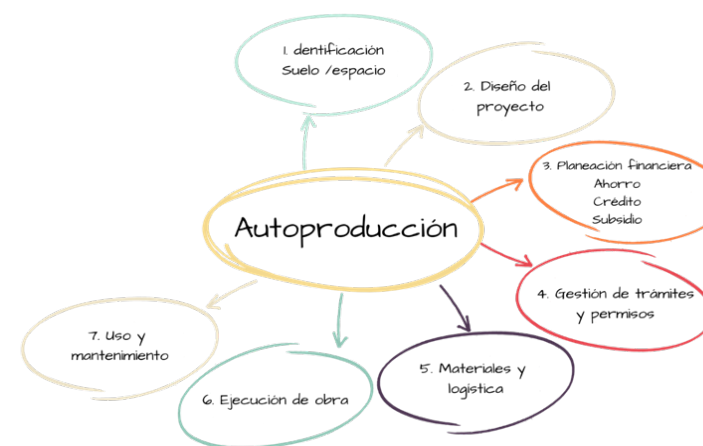 1. dentificación
Suelo /espacio
2. Diseño del
proyecto
3. Planeación financiera
Ahorro
Crédito
Subsidio
Autoproducción
4. Gestión de trámites
y permisos
5. Materiales y
logística
6. Ejecución de obra
7. Uso y
mantenimiento